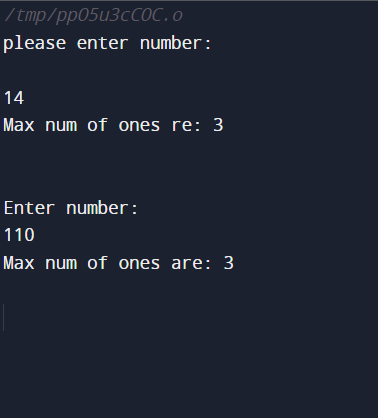 /tmp/ppO5u3cCOC.o
please enter number:
14
Max num of ones re: 3
Enter number:
110
Max num of ones are: 3